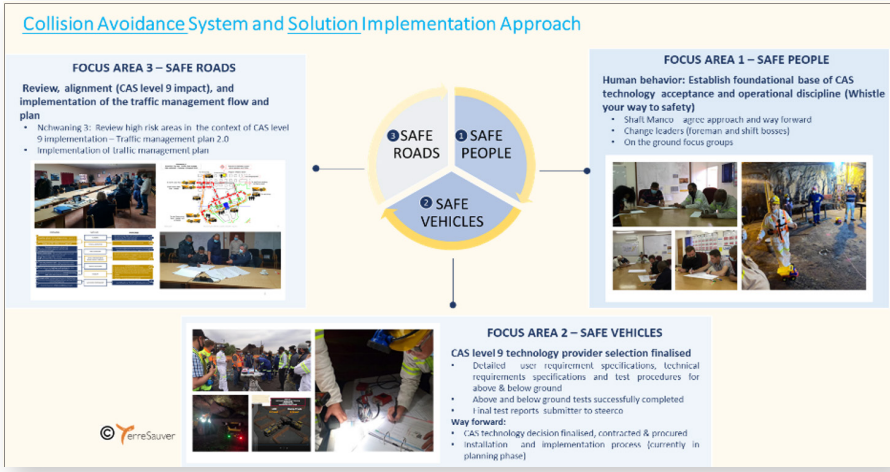 Collision Avoidance System and Solution Implementation Approach
FOCUS AREA 3 – SAFE ROADS
Review, alignment (CAS level 9 impact), and
implementation of the traffic management flow and
plan
• Nchwaning 3: Review high risk areas in the context of CAS level
9 implementation – Traffic management plan 2.0
• Implementation of traffic management plan
3 SAFE
ROADS
1 SAFE
PEOPLE
2 SAFE
VEHICLES
FOCUS AREA 1 – SAFE PEOPLE
Human behavior: Establish foundational base of CAS
technology acceptance and operational discipline (Whistle
your way to safety)
• Shaft Manco agree approach and way forward
• Change leaders (foreman and shift bosses)
• On the ground focus groups
FOCUS AREA 2 – SAFE VEHICLES
CAS level 9 technology provider selection finalised
• Detailed user requirement specifications, technical
requirements specifications and test procedures for
above & below ground
• Above and below ground tests successfully completed
• Final test reports submitter to steerco
Way forward:
• CAS technology decision finalised, contracted & procured
• Installation and implementation process (currently in
planning phase)
© TerreSauver